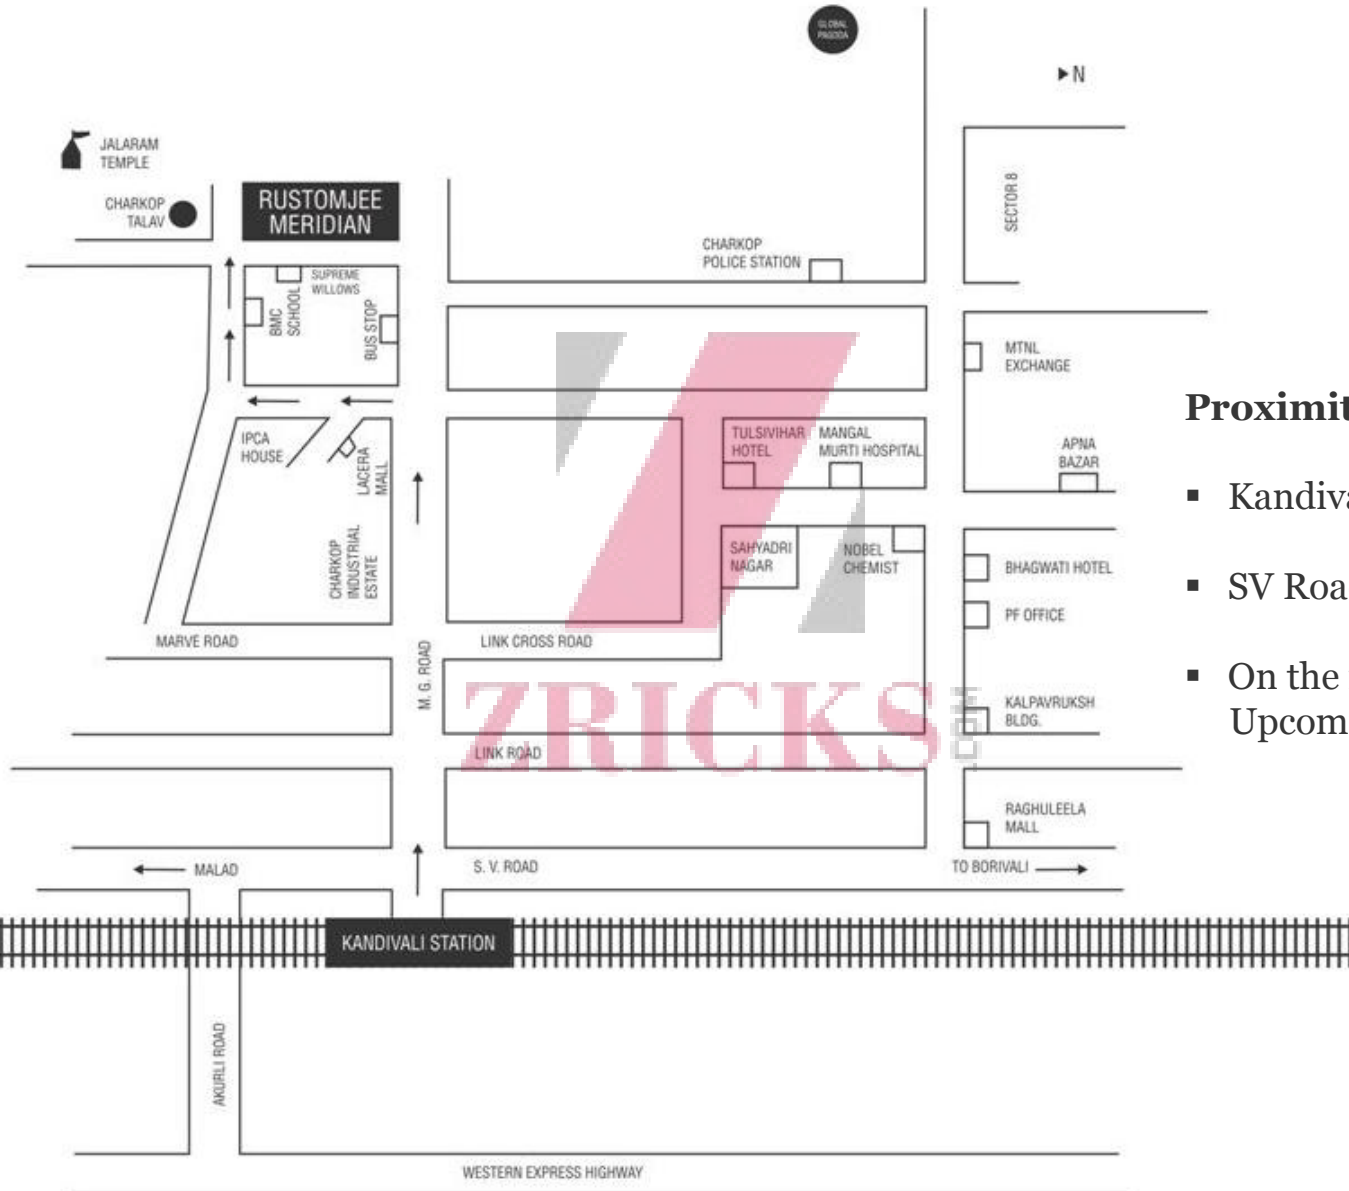 GLOBAL
PAGODA
N
JALARAM
TEMPLE
CHARKOP
TALAV
RUSTOMJEE
MERIDIAN
SECTOR 8
CHARKOP
POLICE STATION
SUPREME
WILLOWS
BMC
SCHOOL
BUS STOP
MTNL
EXCHANGE
Proximit
IPCA
HOUSE
LACERA
MALL
TULSIVIHAR
HOTEL
MANGAL
MURTI HOSPITAL
APNA
BAZAR
▪ Kandiva
CHARKOP
INDUSTRIAL
ESTATE
SAHYADRI
NAGAR
NOBEL
CHEMIST
BHAGWATI HOTEL
▪ SV Roa
PF OFFICE
MARVE ROAD
M. G. ROAD
LINK CROSS ROAD
▪ On the
Upcom
KALPAVRUKSH
BLDG.
ZRICKS
.COM
LINK ROAD
RAGHULEELA
MALL
MALAD
S. V. ROAD
TO BORIVALI
KANDIVALI STATION
AKURLI ROAD
WESTERN EXPRESS HIGHWAY